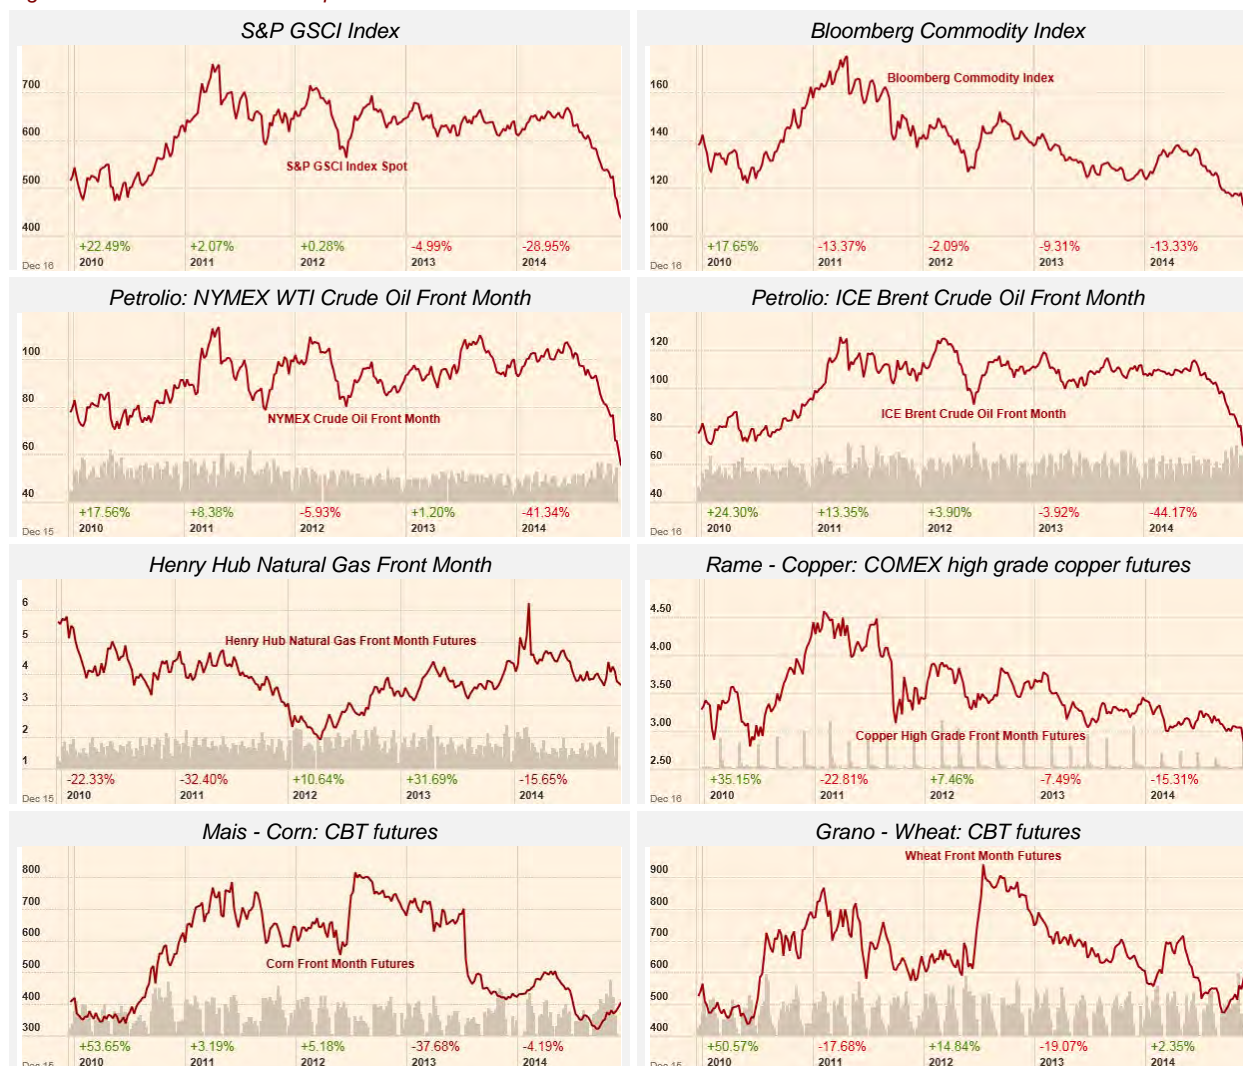 S&P GSCI Index
700
600
500
400
S&P GSCI Index Spot
+22.49% +2.07% +0.28% -4.99% -28.95%
Dec 16 2010 2011 2012 2013 2014
Bloomberg Commodity Index
160
140
120
100
Bloomberg Commodity Index
+17.65% -13.37% -2.09% -9.31% -13.33%
Dec 16 2010 2011 2012 2013 2014
Petrolio: NYMEX WTI Crude Oil Front Month
100
80
60
40
NYMEX Crude Oil Front Month
+17.56% +8.38% -5.93% +1.20% -41.34%
Dec 15 2010 2011 2012 2013 2014
Petrolio: ICE Brent Crude Oil Front Month
120
100
80
60
40
ICE Brent Crude Oil Front Month
+24.30% +13.35% +3.90% -3.92% -44.17%
Dec 16 2010 2011 2012 2013 2014
Henry Hub Natural Gas Front Month
6
5
4
3
2
1
Henry Hub Natural Gas Front Month Futures
-22.33% -32.40% +10.64% +31.69% -15.65%
Dec 15 2010 2011 2012 2013 2014
Rame - Copper: COMEX high grade copper futures
4.50
4.00
3.50
3.00
2.50
Copper High Grade Front Month Futures
+35.15% -22.81% +7.46% -7.49% -15.31%
Dec 16 2010 2011 2012 2013 2014
Mais - Corn: CBT futures
800
700
600
500
400
300
Corn Front Month Futures
+53.65% +3.19% +5.18% -37.68% -4.19%
Dec 15 2010 2011 2012 2013 2014
Grano - Wheat: CBT futures
Wheat Front Month Futures
900
800
700
600
500
400
+50.57% -17.68% +14.84% -19.07% +2.35%
Dec 15 2010 2011 2012 2013 2014